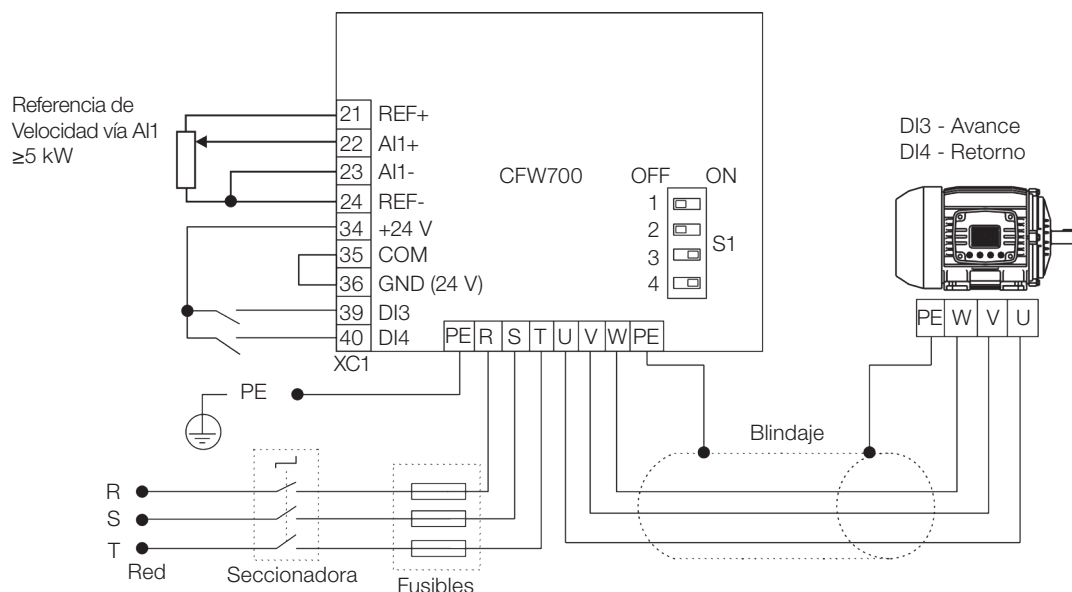 Referencia de
Velocidad vía AI1
≥5 kW
21 REF+
22 AI1+
23 AI1-
24 REF-
34 +24 V
35 COM
36 GND (24 V)
39 DI3
40 DI4
XC1
CFW700
OFF ON
1
2
3
4
S1
PE R S T U V W PE
DI3 - Avance
DI4 - Retorno
PE W V U
PE
Blindaje
R
S
T
Red
Seccionadora
Fusibles